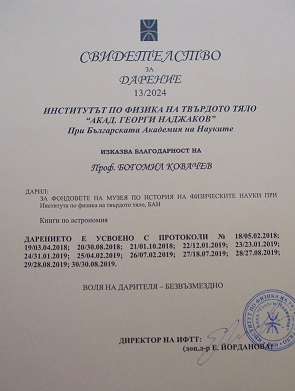 СВИДЕТЕЛСТВО
ЗА
ДАРЕНИЕ
13/2024
ИНСТИТУТЪТ ПО ФИЗИКА НА ТВЪРДОТО ТЯЛО
“АКАД. ГЕОРГИ НАДЖАКОВ”
При Българската Академия на Науките
ИЗКАЗВА БЛАГОДАРНОСТ НА
Проф. БОГОМИЛ КОВАЧЕВ
ДАРИЛ:
ЗА ФОНДОВЕТЕ НА МУЗЕЯ ПО ИСТОРИЯ НА ФИЗИЧЕСКИТЕ НАУКИ ПРИ
Института по физика на твърдото тяло, БАН
Книги по астрономия
ДАРЕНИЕТО Е УСВОЕНО С ПРОТОКОЛИ № 18/05.02.2018;
19/03.04.2018; 20/30.08.2018; 21/01.10.2018; 22/12.01.2019; 23/23.01.2019;
24/31.01.2019; 25/04.02.2019; 26/07.02.2019; 27/18.07.2019; 28/27.08.2019;
29/28.08.2019; 30/30.08.2019.
ВОЛЯ НА ДАРИТЕЛЯ – БЕЗВЪЗМЕЗДНО
ДИРЕКТОР НА ИФТТ:
(доц.д-р Е. ЙОРДАНОВА)